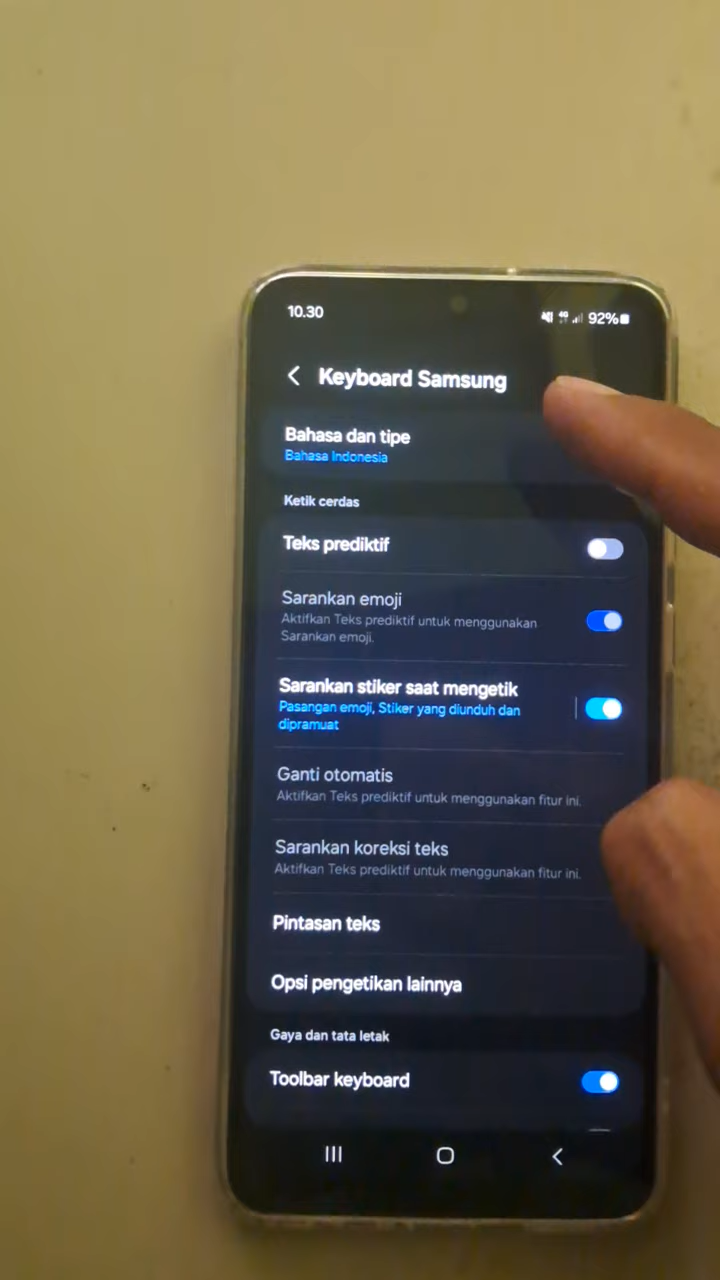 10.30
4G
92%
Keyboard Samsung
Bahasa dan tipe
Bahasa Indonesia
Ketik cerdas
Teks prediktif
Sarankan emoji
Aktifkan Teks prediktif untuk menggunakan
Sarankan emoji.
Sarankan stiker saat mengetik
Pasangan emoji, Stiker yang diunduh dan
dipramuat
Ganti otomatis
Aktifkan Teks prediktif untuk menggunakan fitur ini.
Sarankan koreksi teks
Aktifkan Teks prediktif untuk menggunakan fitur ini.
Pintasan teks
Opsi pengetikan lainnya
Gaya dan tata letak
Toolbar keyboard